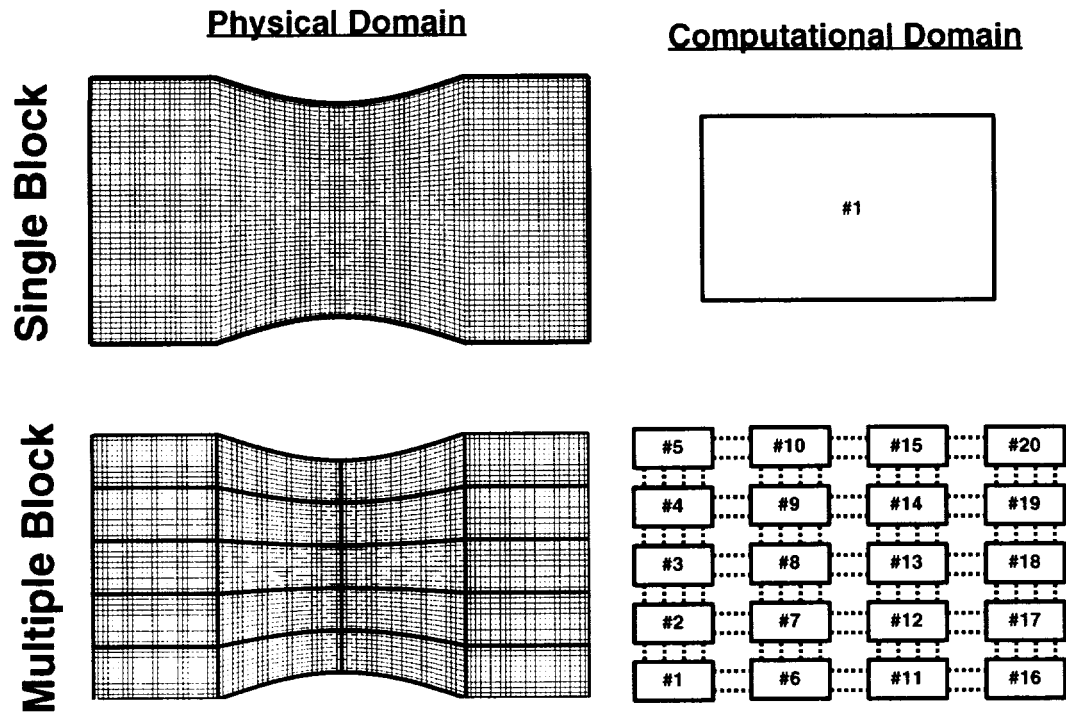 Physical Domain
Computational Domain
Single Block
#1
Multiple Block
#5 #10 #15 #20
#4 #9 #14 #19
#3 #8 #13 #18
#2 #7 #12 #17
#1 #6 #11 #16